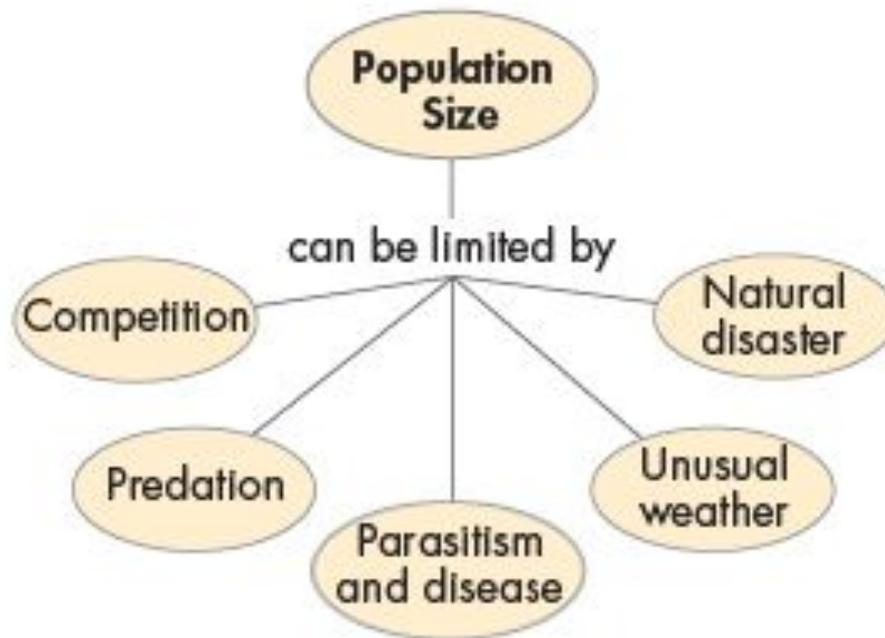 Population
Size
can be limited by
Competition
Natural
disaster
Predation
Unusual
weather
Parasitism
and disease